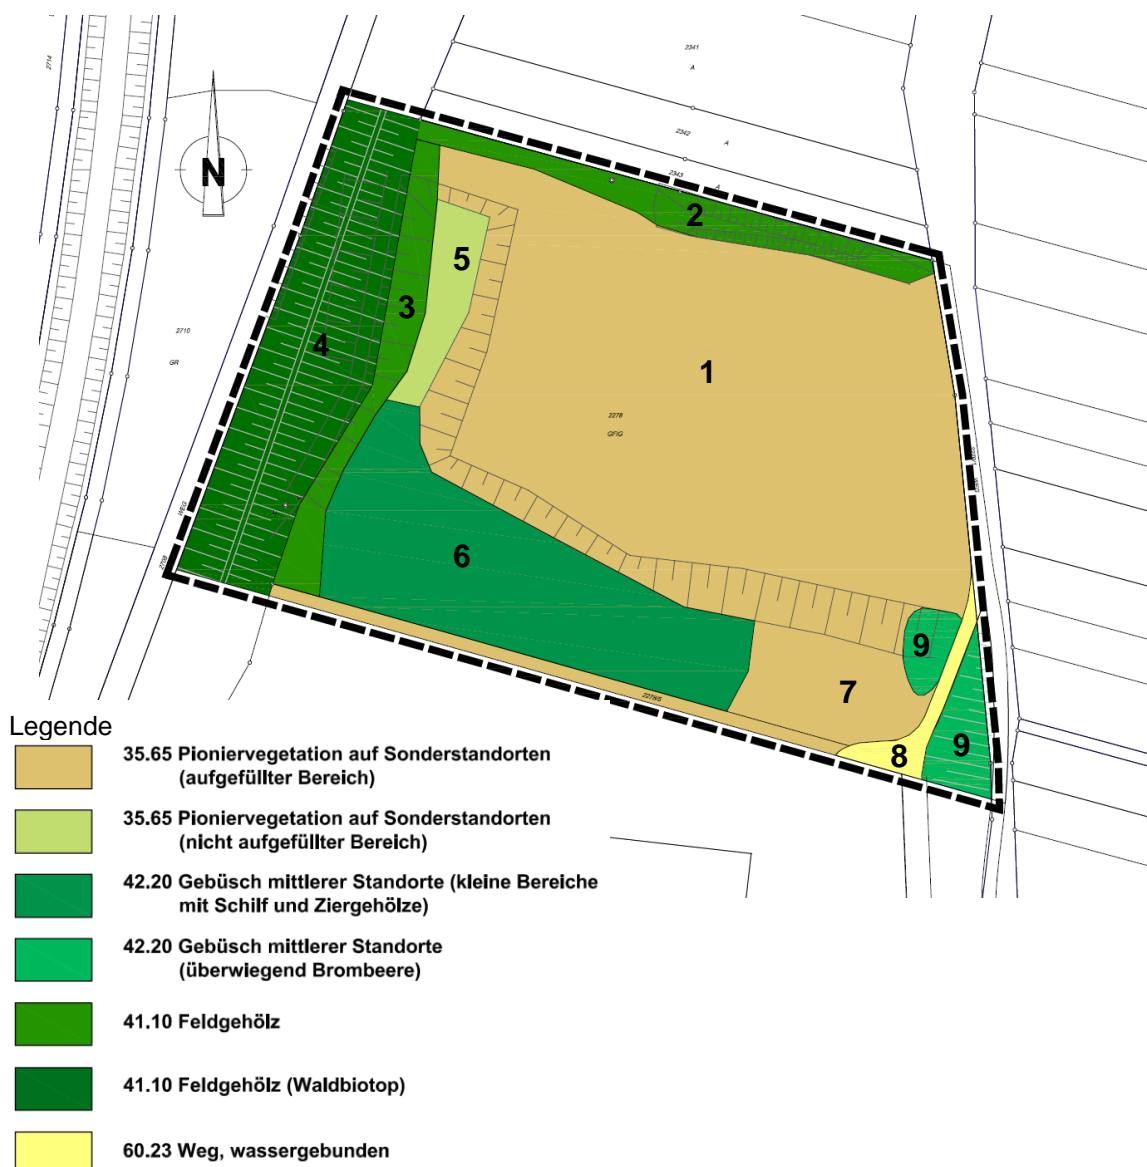 2714
2341
A
2342
A
2343
A
N
2
5
3
4
2710
GR
1
2278
GFIG
WEG
2708
6
9
7
2278/5
8
9
Legende
35.65 Pioniervegetation auf Sonderstandorten
(aufgefüllter Bereich)
35.65 Pioniervegetation auf Sonderstandorten
(nicht aufgefüllter Bereich)
42.20 Gebüsch mittlerer Standorte (kleine Bereiche
mit Schilf und Ziergehölze)
42.20 Gebüsch mittlerer Standorte
(überwiegend Brombeere)
41.10 Feldgehölz
41.10 Feldgehölz (Waldbiotop)
60.23 Weg, wassergebunden